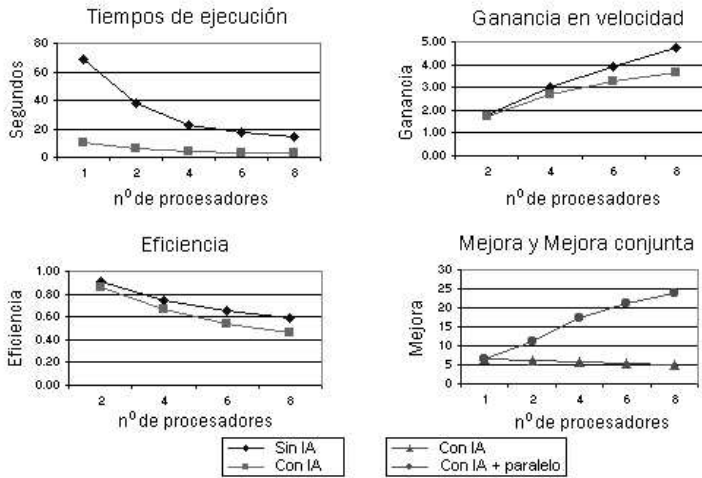 Tiempos de ejecución
Segundos
80
60
40
20
0
1 2 4 6 8
nº de procesadores
Ganancia en velocidad
Ganancia
5.00
4.00
3.00
2.00
1.00
0.00
2 4 6 8
nº de procesadores
Eficiencia
Eficiencia
1.00
0.80
0.60
0.40
0.20
0.00
2 4 6 8
nº de procesadores
Mejora y Mejora conjunta
Mejora
30
25
20
15
10
5
0
1 2 4 6 8
nº de procesadores
Sin IA
Con IA
Con IA
Con IA + paralelo